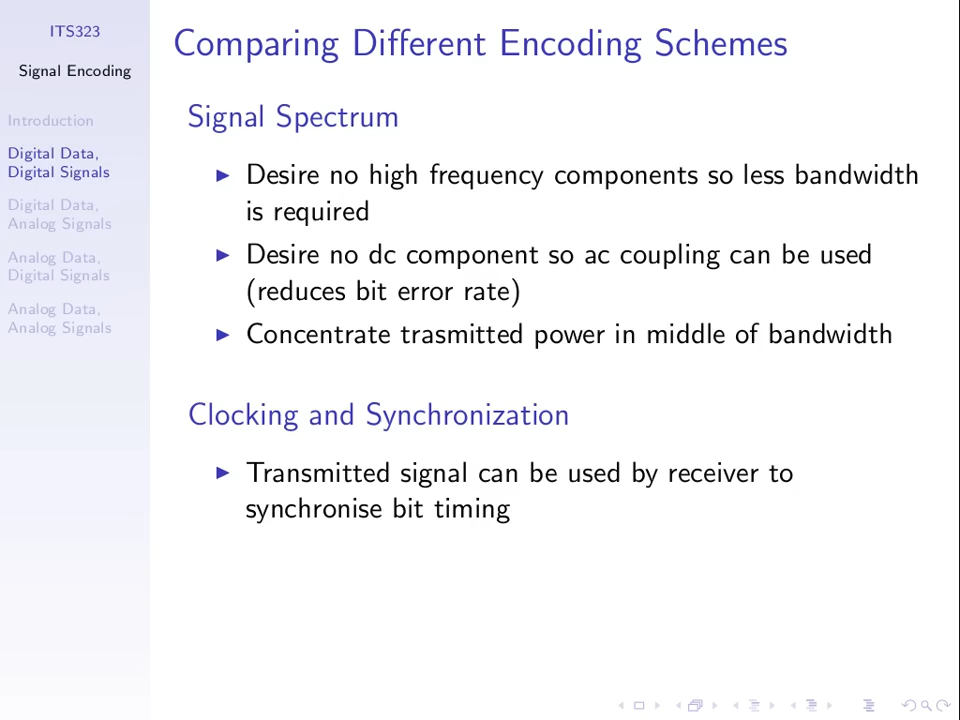 ITS323
Signal Encoding
Introduction
Digital Data,
Digital Signals
Digital Data,
Analog Signals
Analog Data,
Digital Signals
Analog Data,
Analog Signals
Comparing Different Encoding Schemes
Signal Spectrum
Desire no high frequency components so less bandwidth
is required
Desire no dc component so ac coupling can be used
(reduces bit error rate)
Concentrate trasmitted power in middle of bandwidth
Clocking and Synchronization
Transmitted signal can be used by receiver to
synchronise bit timing